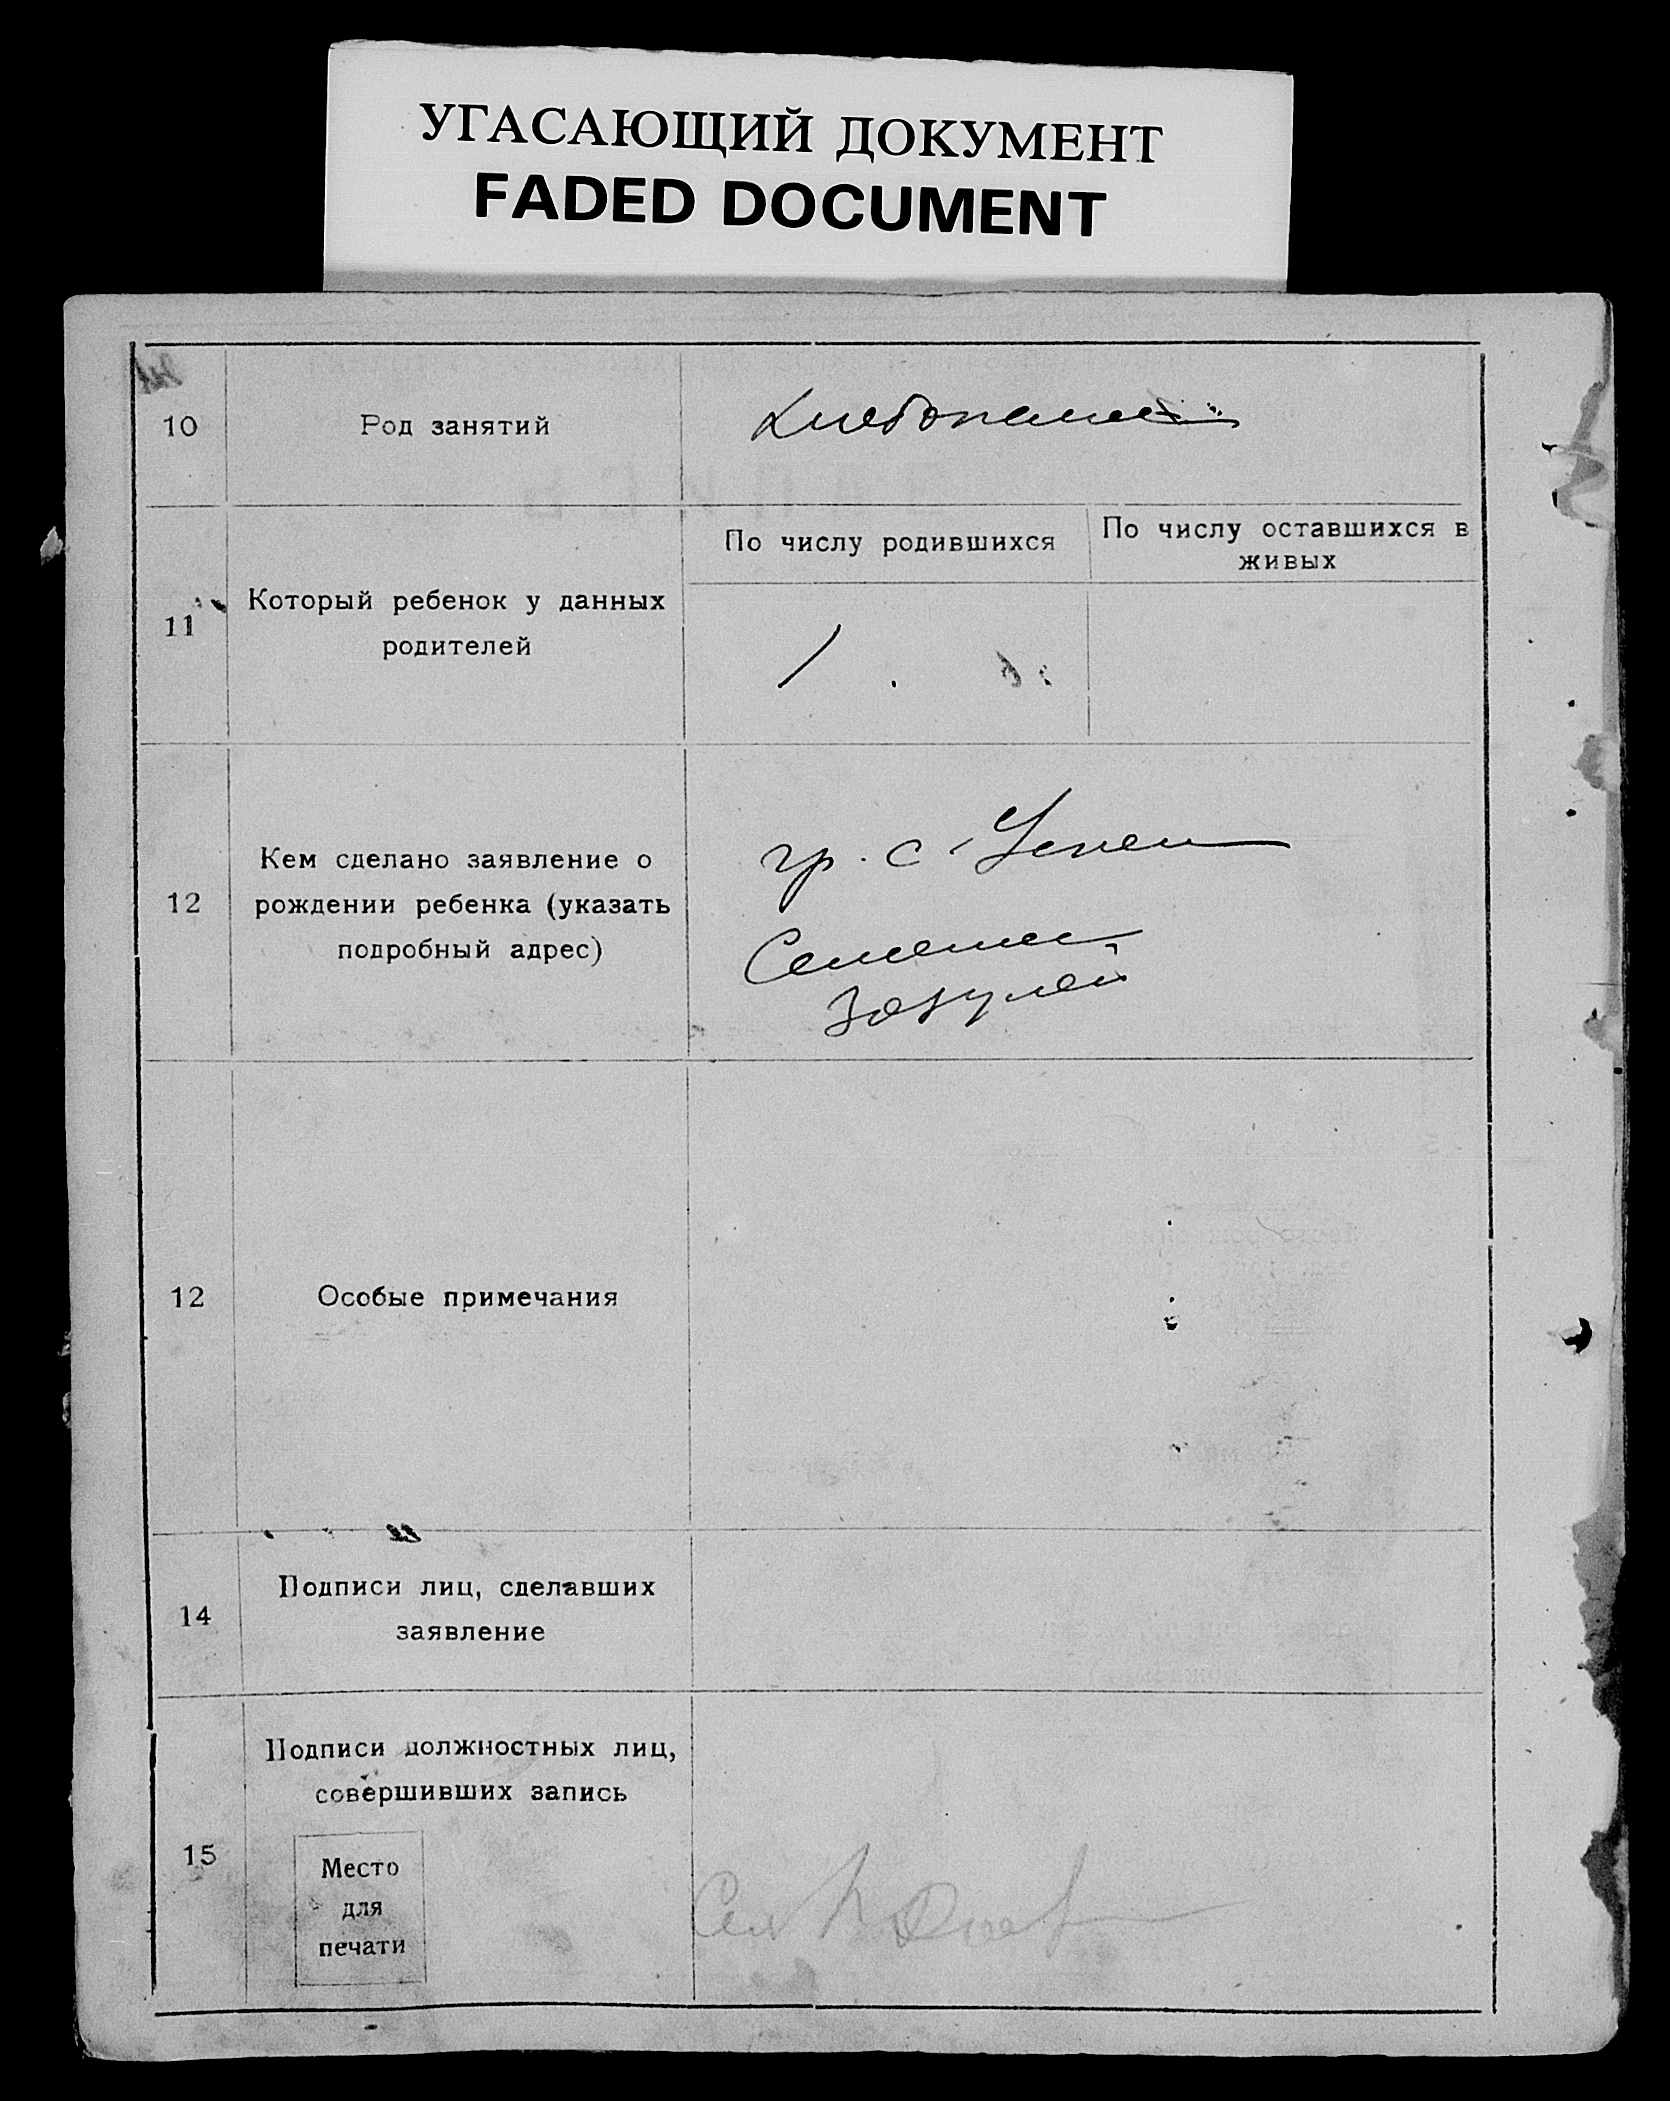 УГАСАЮЩИЙ ДОКУМЕНТ
FADED DOCUMENT
10
Род занятий
Хлебопашец
11
Который ребенок у данных
родителей
По числу родившихся
По числу оставшихся в
живых
1
12
Кем сделано заявление о
рождении ребенка (указать
подробный адрес)
гр. с.
12
Особые примечания
14
Подписи лиц, сделавших
заявление
15
Подписи должностных лиц,
совершивших запись
Место
для
печати